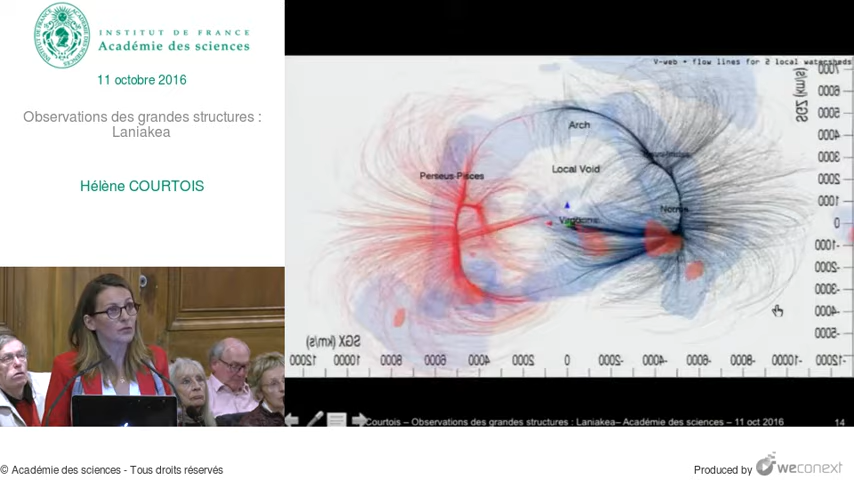 INSTITUT DE FRANCE
Académie des sciences
11 octobre 2016
Observations des grandes structures :
Laniakea
Hélène COURTOIS
V-web + flow lines for 2 local watersheds
7000
6000
5000
4000
3000
2000
1000
0
-1000
-2000
-3000
-4000
-5000
SGZ (km/s)
Arch
Local Void
Perseus-Pisces
Norma
SGX (km/s)
12000 10000 8000 6000 4000 2000 0 -2000 -4000 -6000 -8000 -10000 -12000
Courtois – Observations des grandes structures : Laniakea– Académie des sciences – 11 oct 2016
14
© Académie des sciences - Tous droits réservés
Produced by weconext